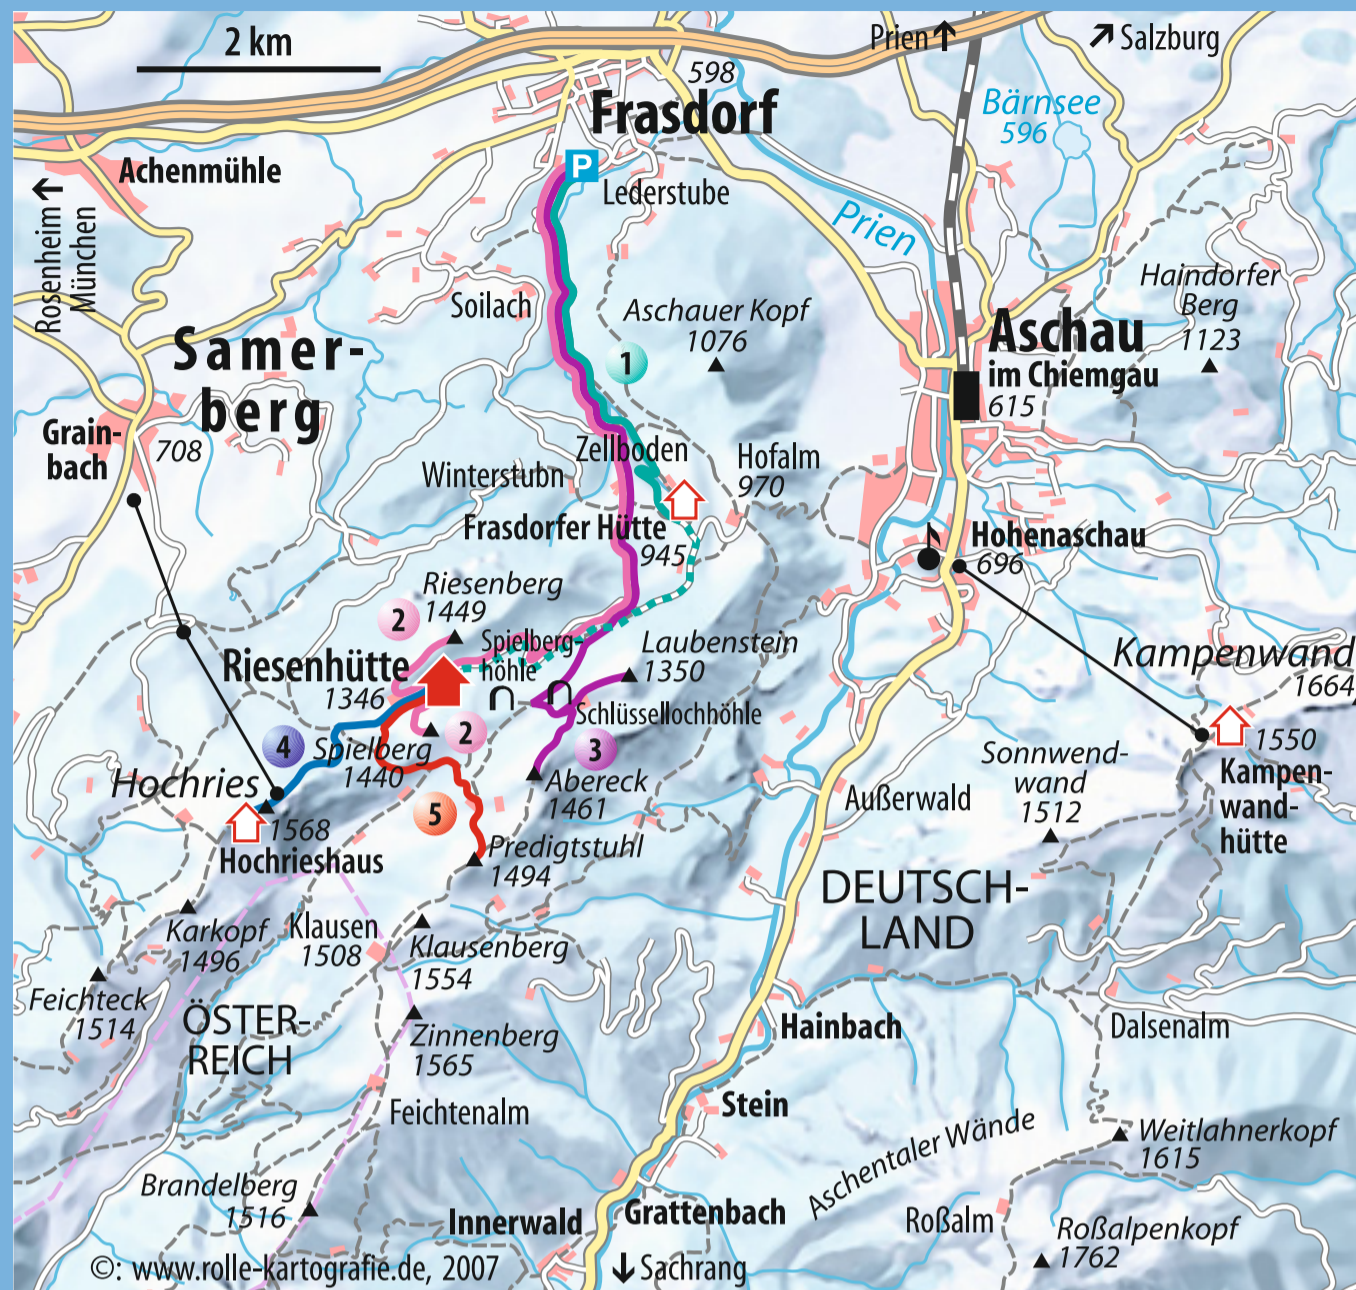 2 km
Prien
Salzburg
598
Frasdorf
Bärnsee
596
Achenmühle
P
Lederstube
Rosenheim
München
Prien
Haindorfer
Berg
1123
Soilach
Aschauer Kopf
1076
Samer-
berg
1
Aschau
im Chiemgau
615
Grain-
bach
708
Zellboden
Hofalm
970
Winterstubn
Frasdorfer Hütte
945
Hohenaschau
696
Riesenberg
1449
2
Spielberg-
höhle
Laubenstein
1350
Kampenwand
1664
Riesenhütte
1346
Schlüssellochhöhle
2
3
4
Spielberg
1440
1550
Kampen-
wand-
hütte
Sonnwend-
wand
1512
Hochries
1568
Abereck
1461
Außerwald
5
Hochrieshaus
Predigtstuhl
1494
DEUTSCH-
LAND
Karkopf
1496
Klausen
1508
Klausenberg
1554
Feichteck
1514
ÖSTER-
REICH
Zinnenberg
1565
Hainbach
Dalsenalm
Feichtenalm
Stein
Aschentaler Wände
Weitlahnerkopf
1615
Brandelberg
1516
Innerwald
Grattenbach
Roßalm
Roßalpenkopf
1762
©: www.rolle-kartografie.de, 2007
Sachrang